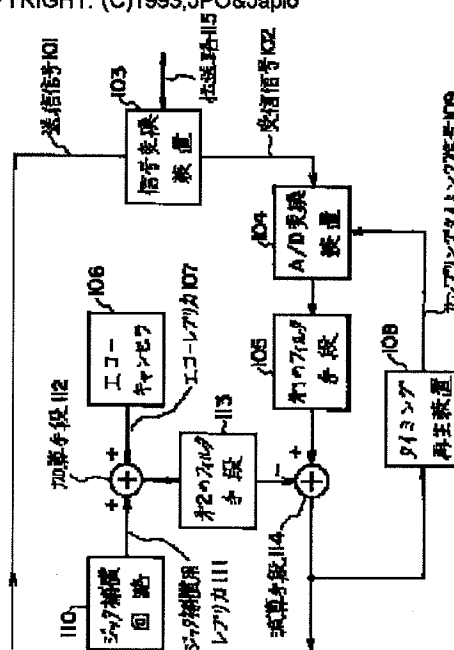 PYRIGHT: (C)1993,JPO&Japio
送信信号101
103
伝送路115
信号変換
装置
受信信号102
104
A/D変換
装置
106
エコー
キャンセラ
エコーレプリカ107
105
第1のフィルタ
手段
108
タイミング
再生装置
サンプリングタイミング信号109
加算手段112
113
第2のフィルタ
手段
110
ジッタ補償
回路
ジッタ補償用
レプリカ111
減算手段114